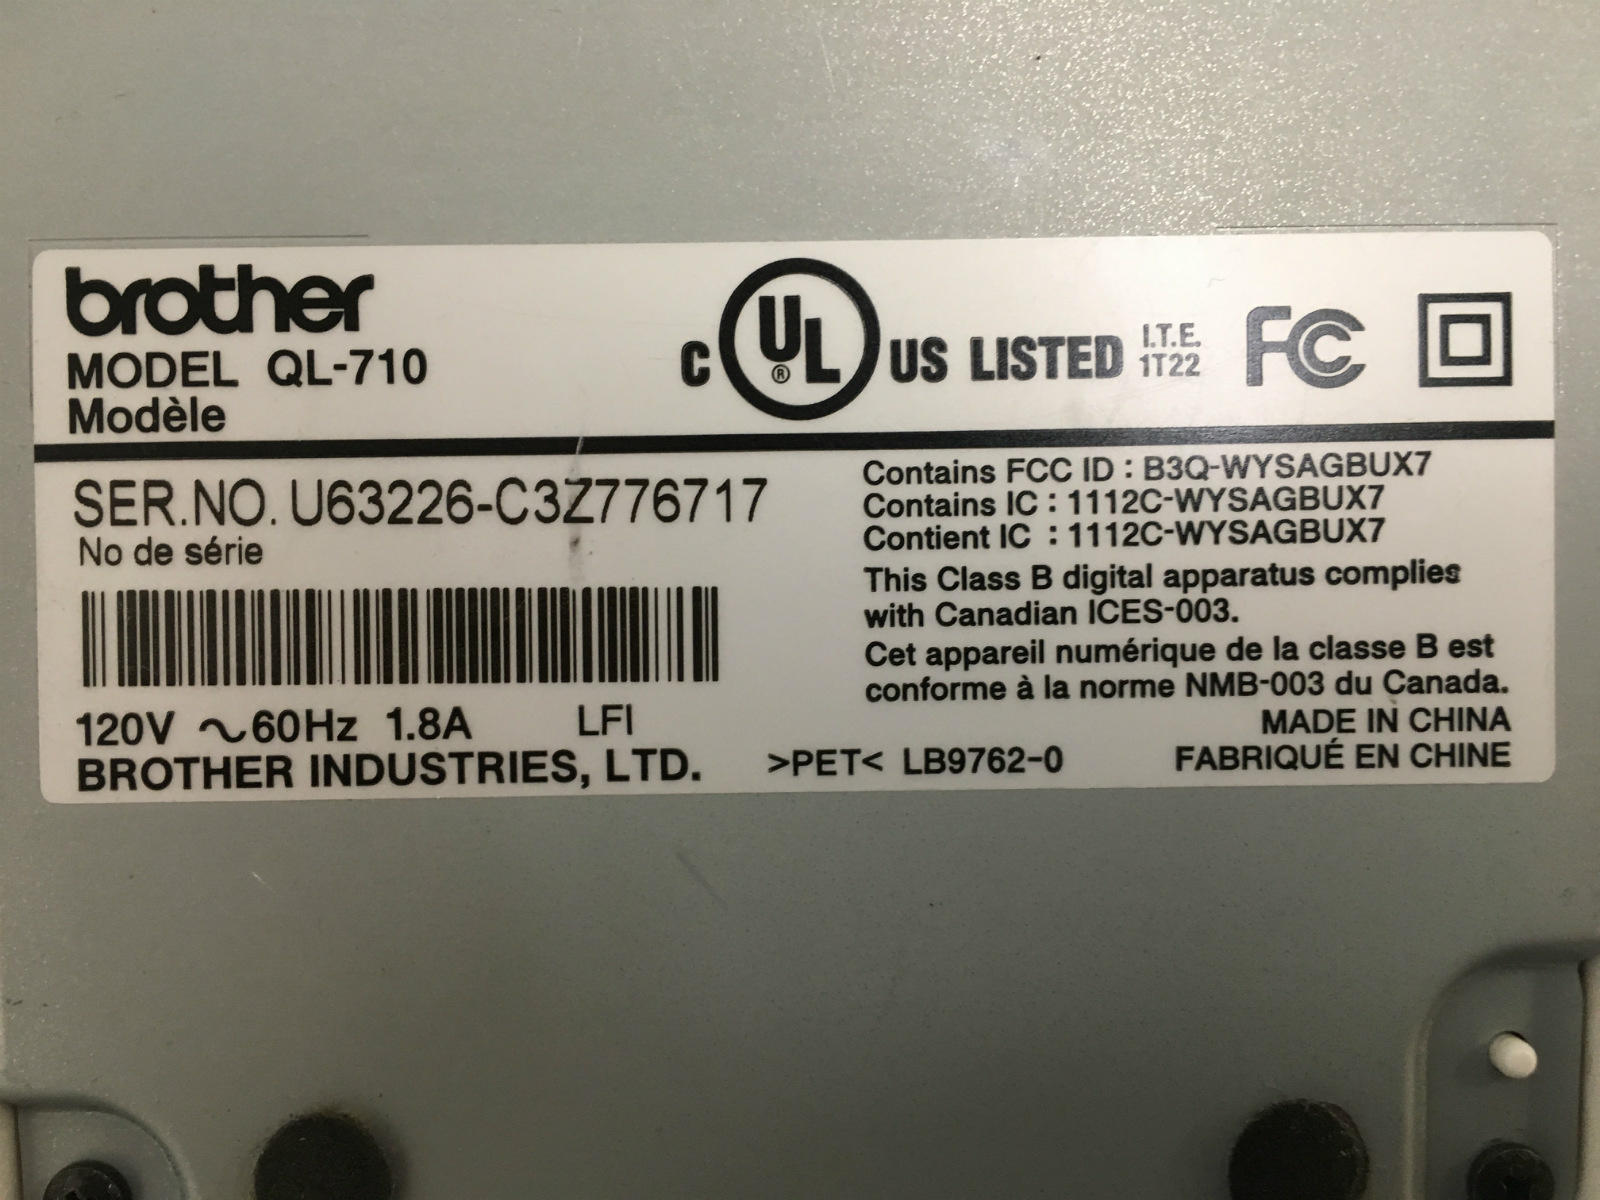 brother
MODEL QL-710
Modèle
C UL ® US LISTED I.T.E. 1T22 FC
SER.NO. U63226-C3Z776717
No de série
120V ~60Hz 1.8A LFI
BROTHER INDUSTRIES, LTD.
>PET< LB9762-0
Contains FCC ID : B3Q-WYSAGBUX7
Contains IC : 1112C-WYSAGBUX7
Contient IC : 1112C-WYSAGBUX7
This Class B digital apparatus complies
with Canadian ICES-003.
Cet appareil numérique de la classe B est
conforme à la norme NMB-003 du Canada.
MADE IN CHINA
FABRIQUÉ EN CHINE